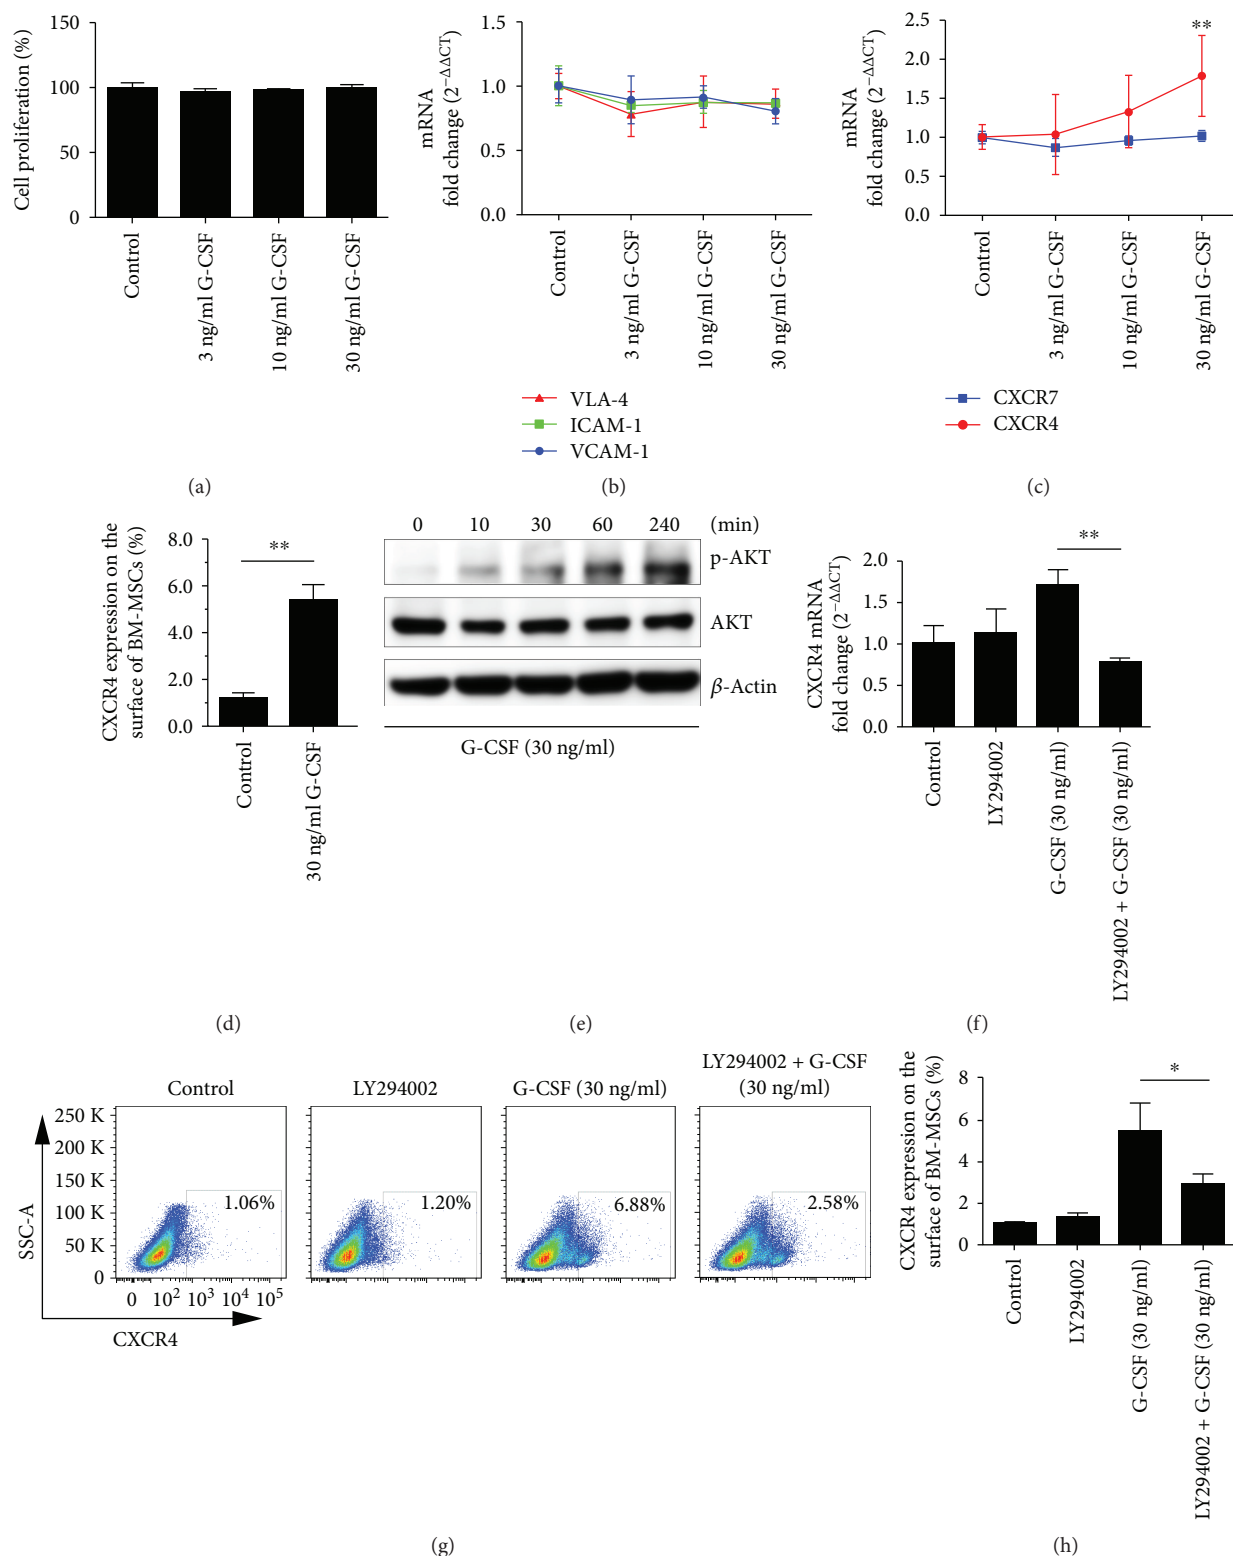 Cell proliferation (%)
150
100
50
0
Control
3 ng/ml G-CSF
10 ng/ml G-CSF
30 ng/ml G-CSF
(a)
mRNA
fold change (2^−ΔΔCT)
1.5
1.0
0.5
0.0
Control
3 ng/ml G-CSF
10 ng/ml G-CSF
30 ng/ml G-CSF
VLA-4
ICAM-1
VCAM-1
(b)
mRNA
fold change (2^−ΔΔCT)
2.5
2.0
1.5
1.0
0.5
0.0
**
Control
3 ng/ml G-CSF
10 ng/ml G-CSF
30 ng/ml G-CSF
CXCR7
CXCR4
(c)
CXCR4 expression on the
surface of BM-MSCs (%)
8.0
6.0
4.0
2.0
0.0
**
Control
30 ng/ml G-CSF
(d)
0 10 30 60 240 (min)
p-AKT
AKT
β-Actin
G-CSF (30 ng/ml)
(e)
CXCR4 mRNA
fold change (2^−ΔΔCT)
2.0
1.5
1.0
0.5
0.0
**
Control
LY294002
G-CSF (30 ng/ml)
LY294002 + G-CSF (30 ng/ml)
(f)
Control
LY294002
G-CSF (30 ng/ml)
LY294002 + G-CSF
(30 ng/ml)
SSC-A
250 K
200 K
150 K
100 K
50 K
0
1.06%
1.20%
6.88%
2.58%
0 10^2 10^3 10^4 10^5
CXCR4
(g)
CXCR4 expression on the
surface of BM-MSCs (%)
8
6
4
2
0
*
Control
LY294002
G-CSF (30 ng/ml)
LY294002 + G-CSF (30 ng/ml)
(h)